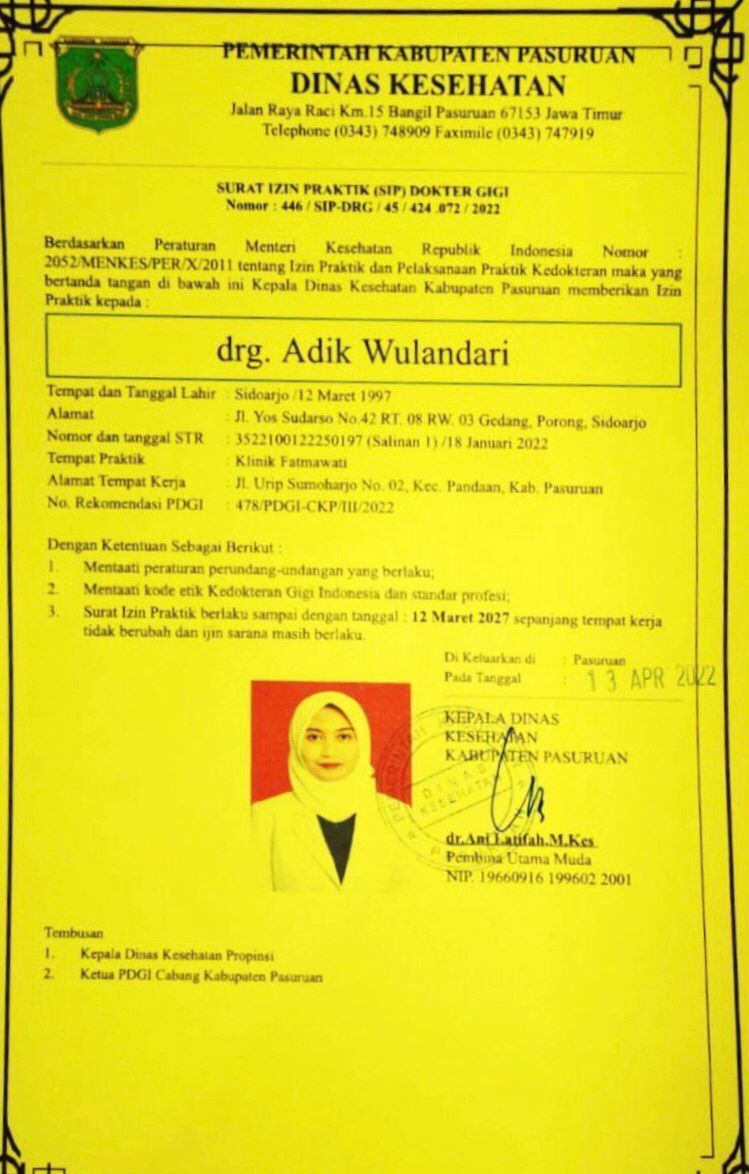 PEMERINTAH KABUPATEN PASURUAN
DINAS KESEHATAN
Jalan Raya Raci Km.15 Bangil Pasuruan 67153 Jawa Timur
Telephone (0343) 748909 Faximile (0343) 747919
SURAT IZIN PRAKTIK (SIP) DOKTER GIGI
Nomor : 446 / SIP-DRG / 45 / 424 .072 / 2022
Berdasarkan Peraturan Menteri Kesehatan Republik Indonesia Nomor :
2052/MENKES/PER/X/2011 tentang Izin Praktik dan Pelaksanaan Praktik Kedokteran maka yang
bertanda tangan di bawah ini Kepala Dinas Kesehatan Kabupaten Pasuruan memberikan Izin
Praktik kepada :
drg. Adik Wulandari
Tempat dan Tanggal Lahir : Sidoarjo /12 Maret 1997
Alamat : Jl. Yos Sudarso No.42 RT. 08 RW. 03 Gedang, Porong, Sidoarjo
Nomor dan tanggal STR : 3522100122250197 (Salinan 1) /18 Januari 2022
Tempat Praktik : Klinik Fatmawati
Alamat Tempat Kerja : Jl. Urip Sumoharjo No. 02, Kec. Pandaan, Kab. Pasuruan
No. Rekomendasi PDGI : 478/PDGI-CKP/III/2022
Dengan Ketentuan Sebagai Berikut :
1. Mentaati peraturan perundang-undangan yang berlaku;
2. Mentaati kode etik Kedokteran Gigi Indonesia dan standar profesi;
3. Surat Izin Praktik berlaku sampai dengan tanggal : 12 Maret 2027 sepanjang tempat kerja
tidak berubah dan ijin sarana masih berlaku.
Di Keluarkan di : Pasuruan
Pada Tanggal : 13 APR 2022
KEPALA DINAS
KESEHATAN
KABUPATEN PASURUAN
DINAS
KESEHATAN
dr.Ani Latifah,M.Kes
Pembina Utama Muda
NIP. 19660916 199602 2001
Tembusan
1. Kepala Dinas Kesehatan Propinsi
2. Ketua PDGI Cabang Kabupaten Pasuruan